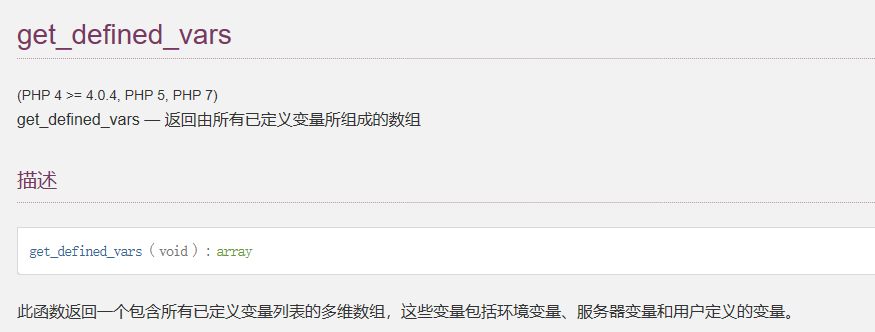 get_defined_vars
(PHP 4 >= 4.0.4, PHP 5, PHP 7)
get_defined_vars — 返回由所有已定义变量所组成的数组
描述
get_defined_vars ( void ) : array
此函数返回一个包含所有已定义变量列表的多维数组，这些变量包括环境变量、服务器变量和用户定义的变量。